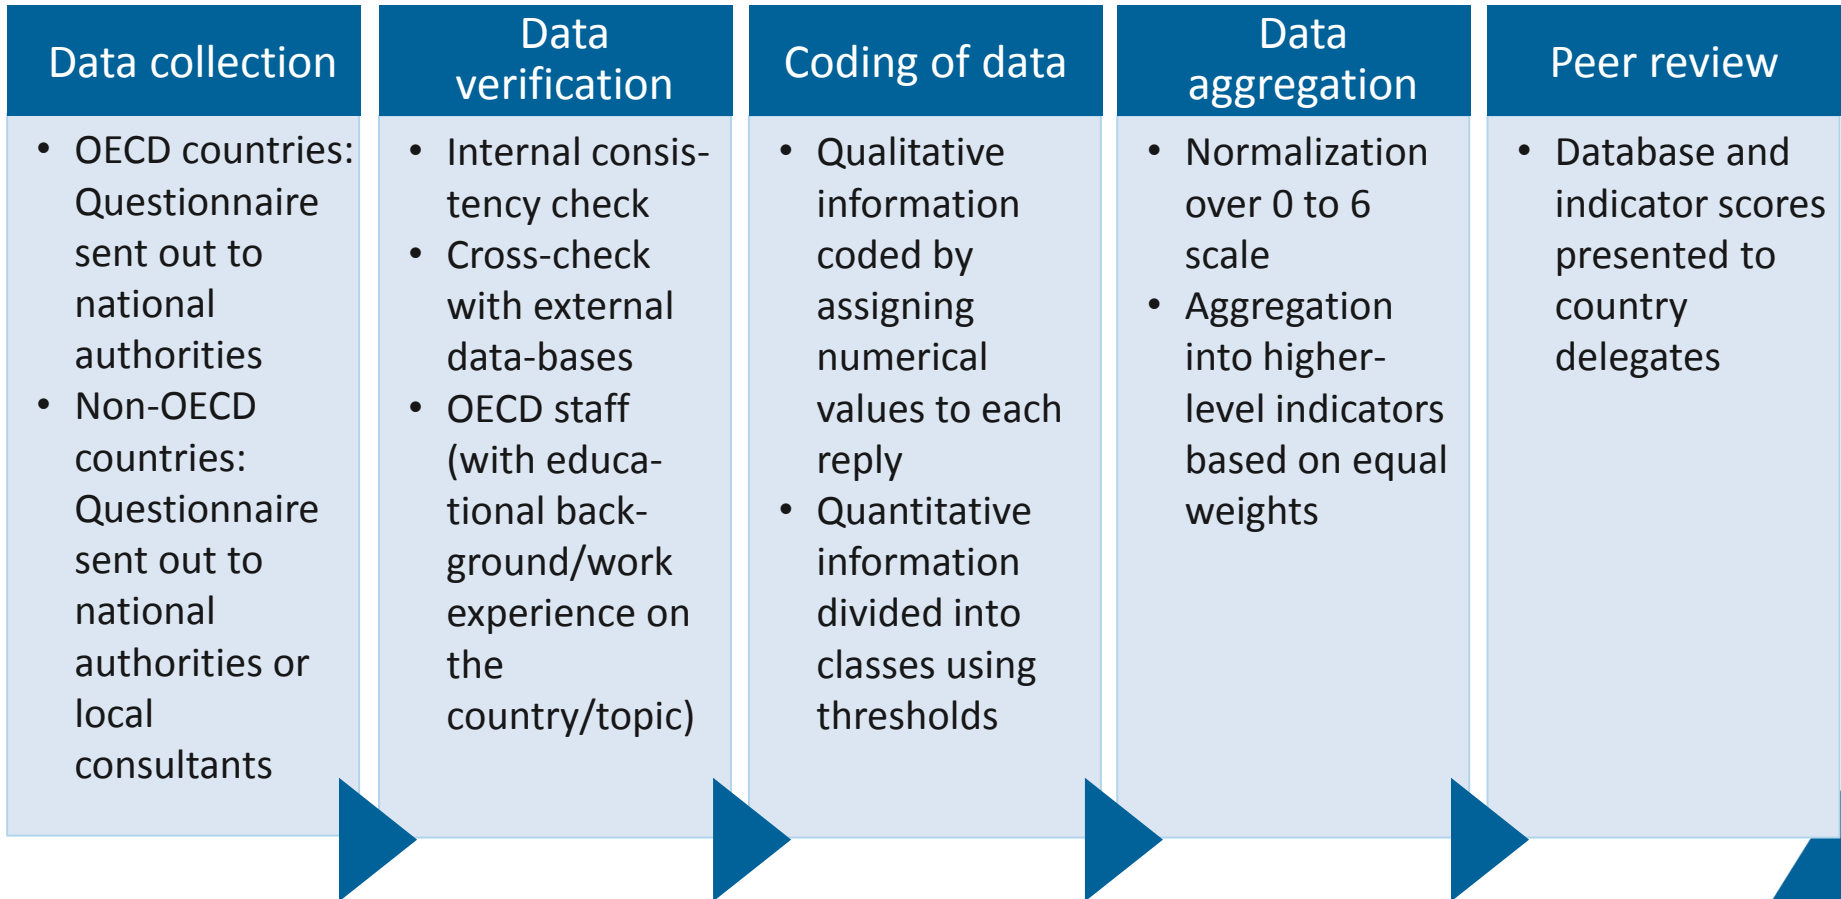 Data collection
• OECD countries:
Questionnaire
sent out to
national
authorities
• Non-OECD
countries:
Questionnaire
sent out to
national
authorities or
local
consultants
Data
verification
• Internal consis-
tency check
• Cross-check
with external
data-bases
• OECD staff
(with educa-
tional back-
ground/work
experience on
the
country/topic)
Coding of data
• Qualitative
information
coded by
assigning
numerical
values to each
reply
• Quantitative
information
divided into
classes using
thresholds
Data
aggregation
• Normalization
over 0 to 6
scale
• Aggregation
into higher-
level indicators
based on equal
weights
Peer review
• Database and
indicator scores
presented to
country
delegates